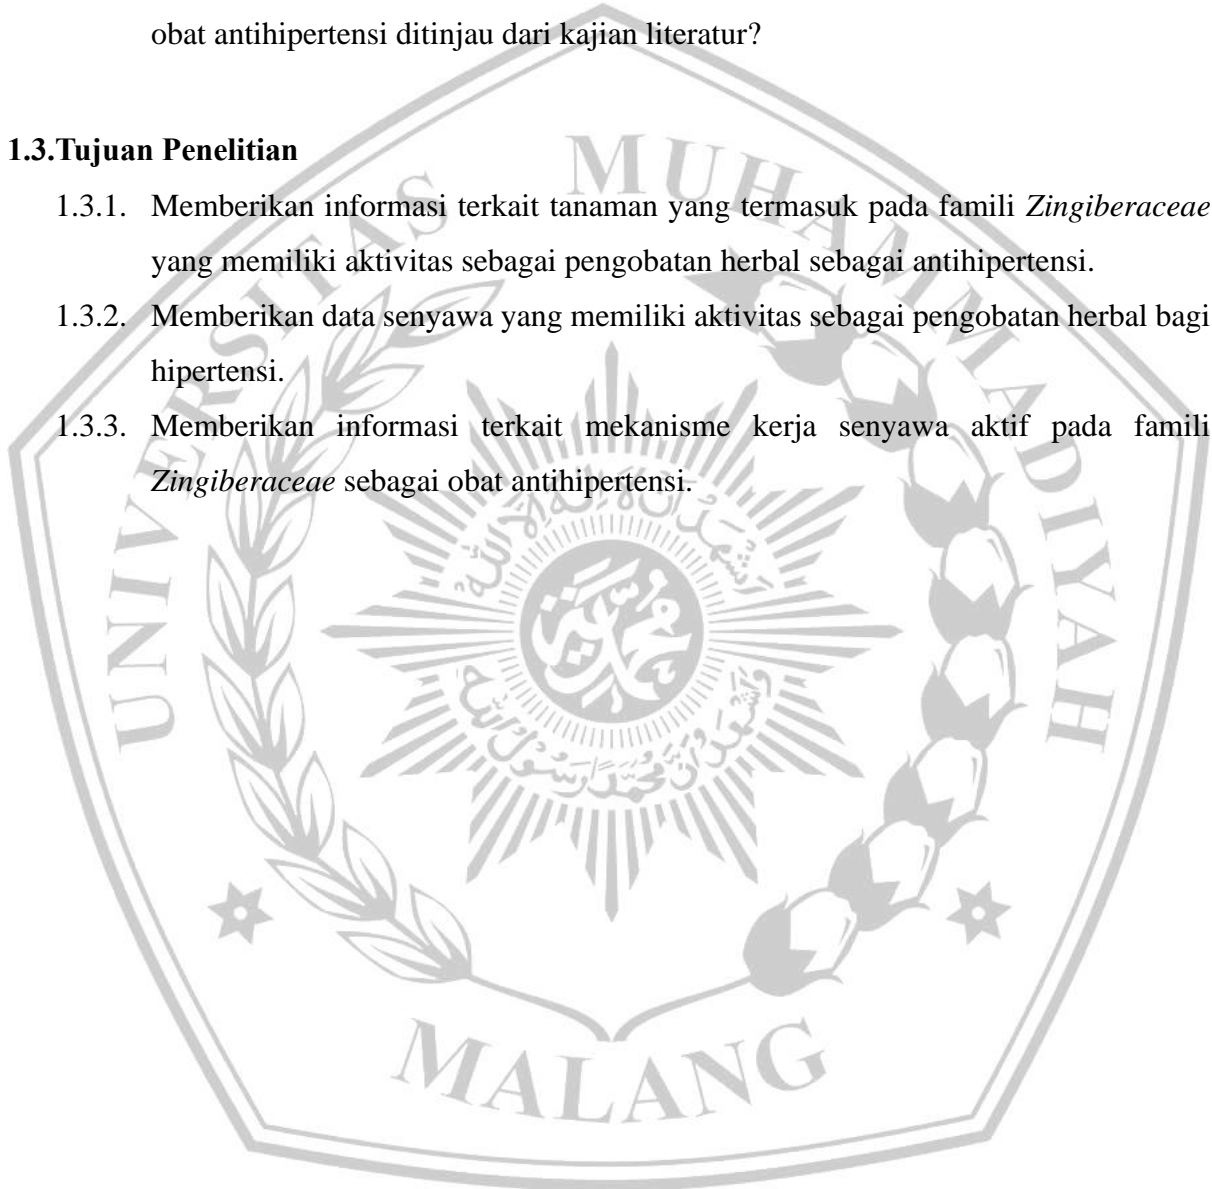 obat antihipertensi ditinjau dari kajian literatur?
1.3.Tujuan Penelitian
1.3.1. Memberikan informasi terkait tanaman yang termasuk pada famili Zingiberaceae
yang memiliki aktivitas sebagai pengobatan herbal sebagai antihipertensi.
1.3.2. Memberikan data senyawa yang memiliki aktivitas sebagai pengobatan herbal bagi
hipertensi.
1.3.3. Memberikan informasi terkait mekanisme kerja senyawa aktif pada famili
Zingiberaceae sebagai obat antihipertensi.
UNIVERSITAS MUHAMMADIYAH
MALANG